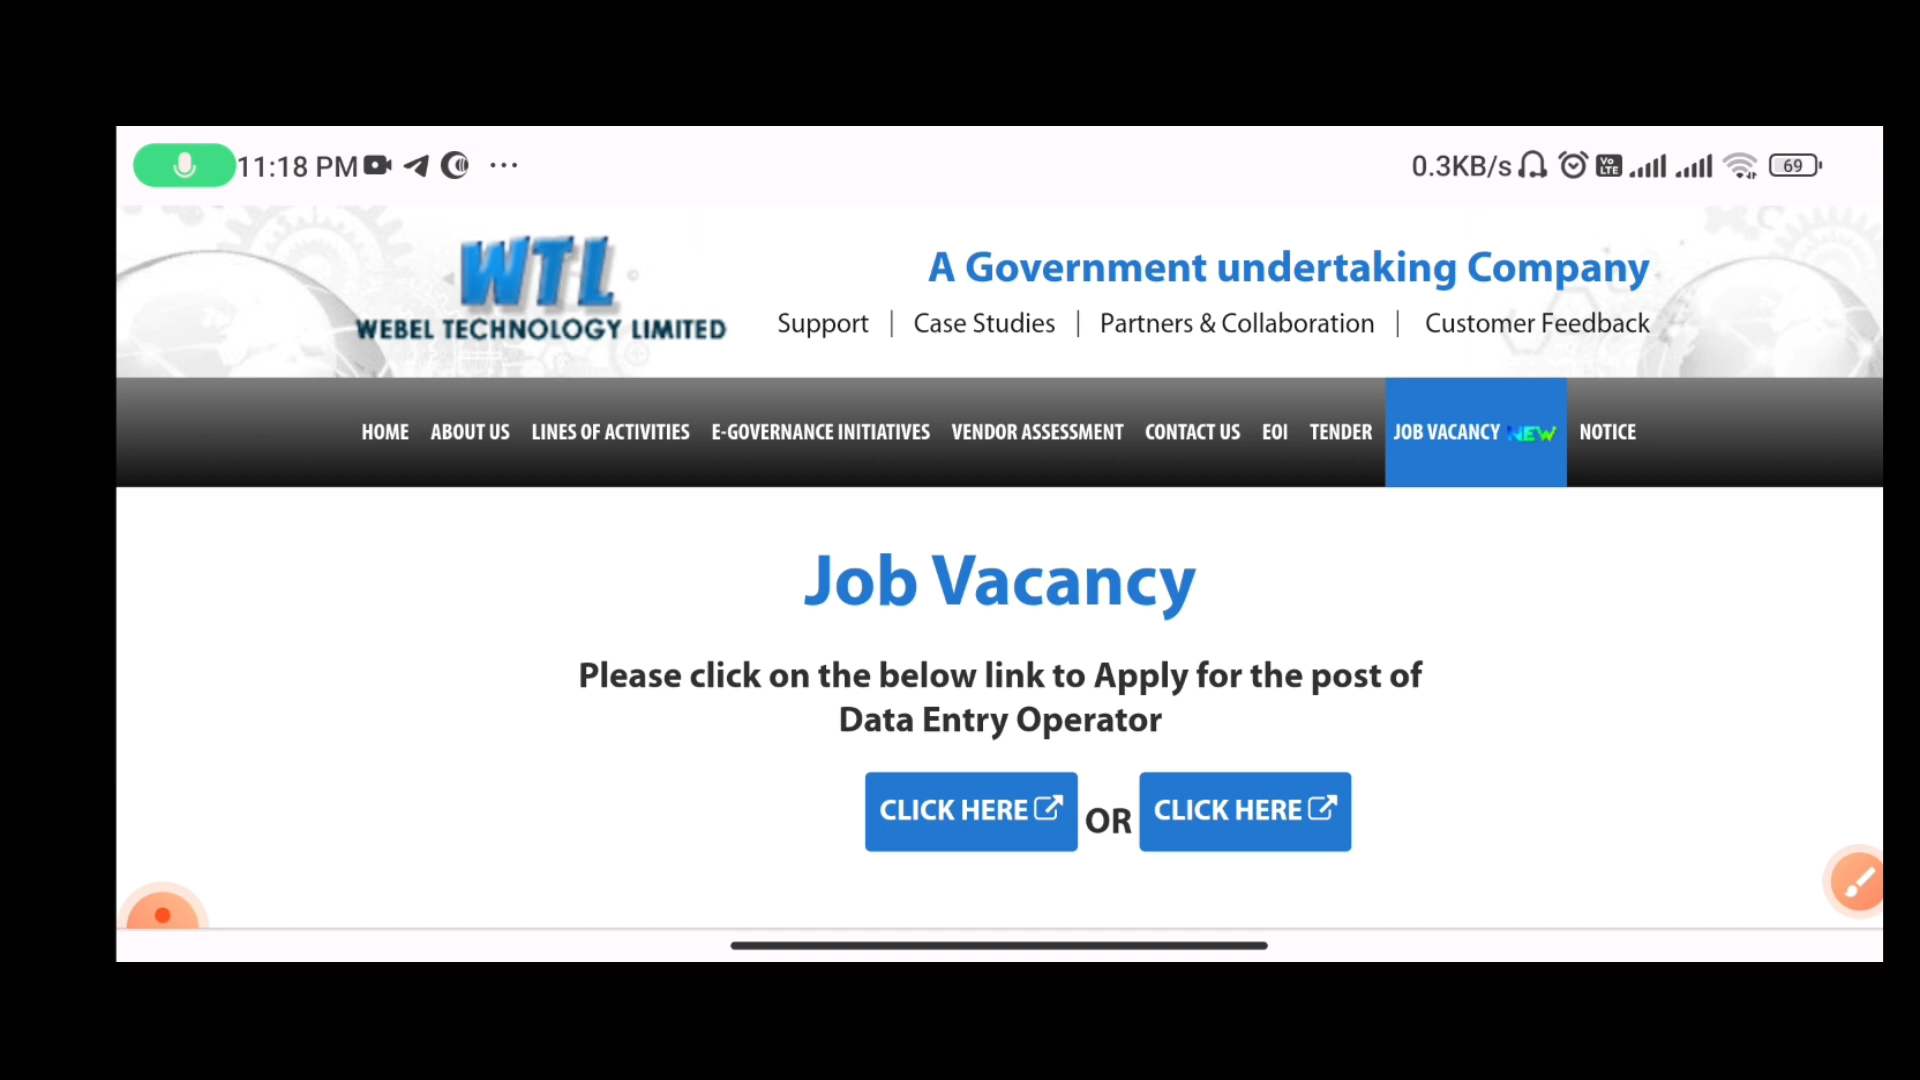 11:18 PM ...
0.3KB/s Vo LTE 69
WTL
WEBEL TECHNOLOGY LIMITED
A Government undertaking Company
Support | Case Studies | Partners & Collaboration | Customer Feedback
HOME ABOUT US LINES OF ACTIVITIES E-GOVERNANCE INITIATIVES VENDOR ASSESSMENT CONTACT US EOI TENDER JOB VACANCY NEW NOTICE
Job Vacancy
Please click on the below link to Apply for the post of
Data Entry Operator
CLICK HERE OR CLICK HERE